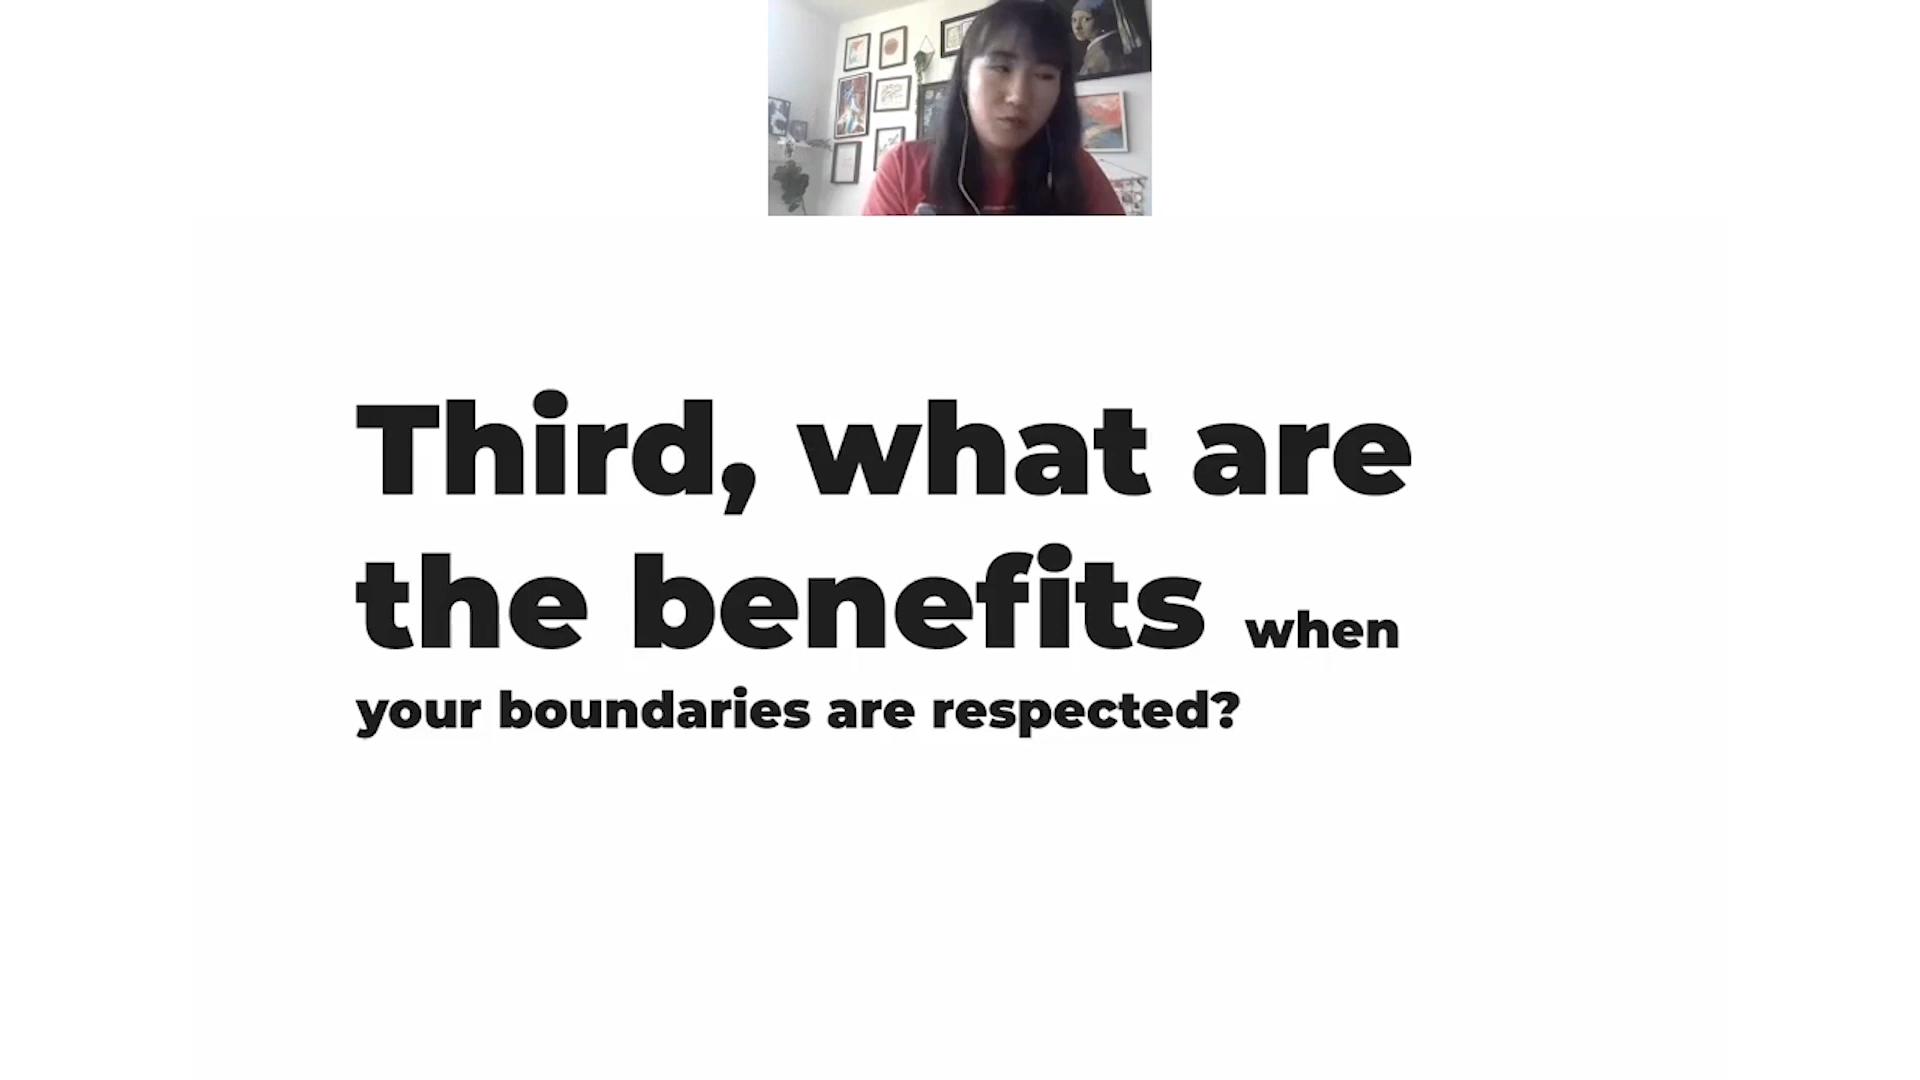 Third, what are
the benefits when
your boundaries are respected?